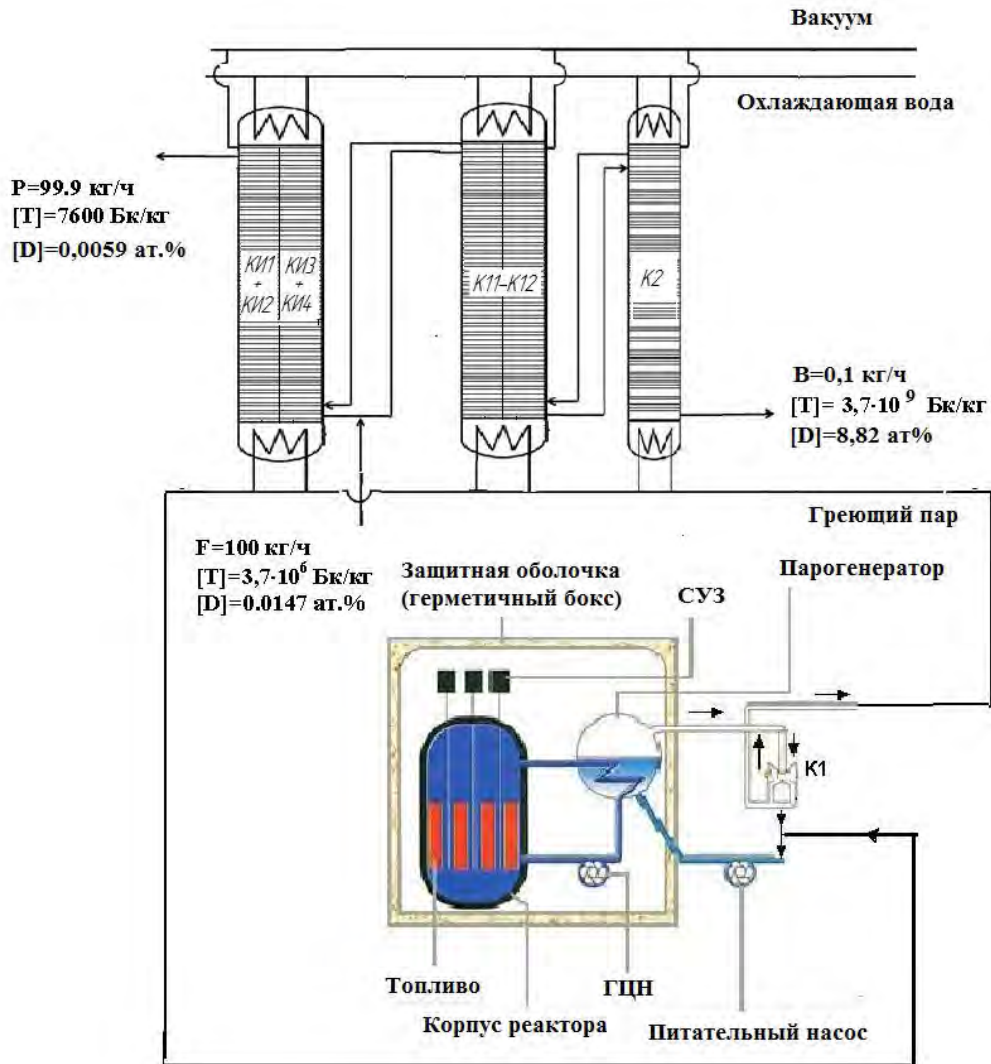 Вакуум
Охлаждающая вода
P=99.9 кг/ч
[T]=7600 Бк/кг
[D]=0,0059 ат.%
КИ1 КИ3
+ +
КИ2 КИ4
К11–К12
К2
B=0,1 кг/ч
[T]= 3,7·10⁹ Бк/кг
[D]=8,82 ат%
Греющий пар
F=100 кг/ч
[T]=3,7·10⁶ Бк/кг
[D]=0.0147 ат.%
Защитная оболочка
(герметичный бокс)
СУЗ
Парогенератор
К1
Топливо
ГЦН
Корпус реактора
Питательный насос